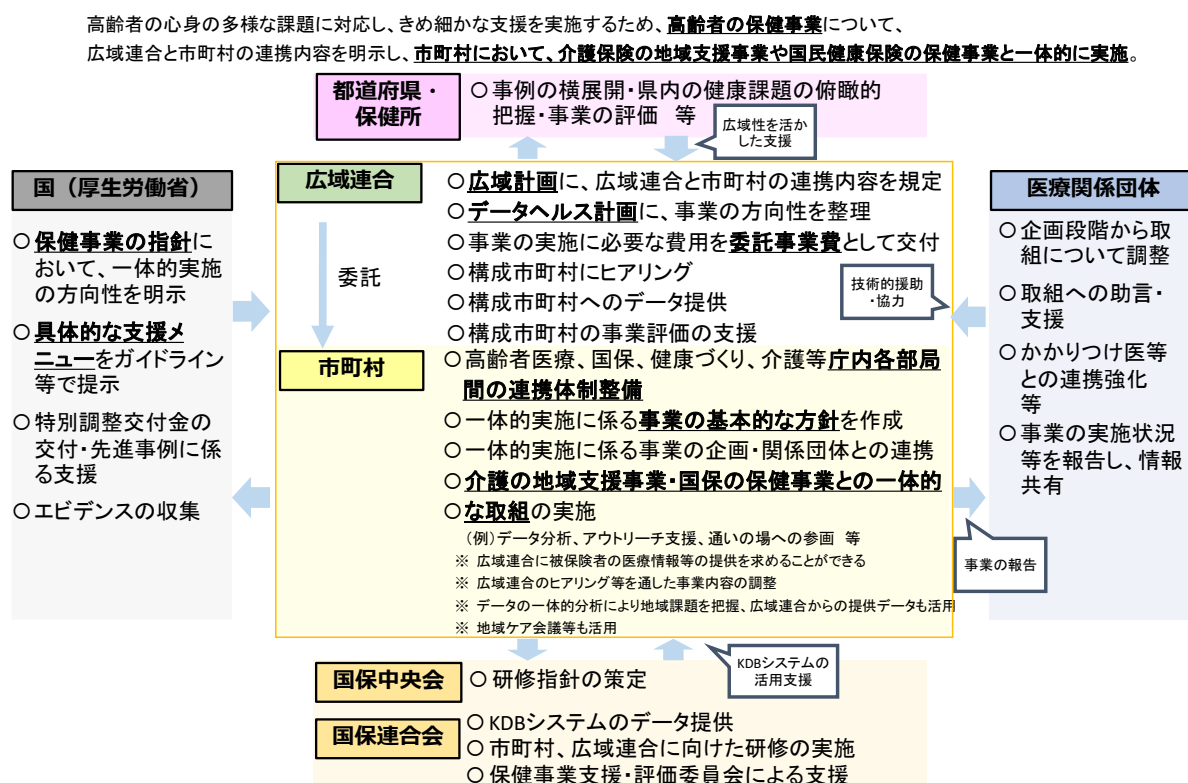 高齢者の心身の多様な課題に対応し、きめ細かな支援を実施するため、高齢者の保健事業について、
広域連合と市町村の連携内容を明示し、市町村において、介護保険の地域支援事業や国民健康保険の保健事業と一体的に実施。
都道府県・
保健所
○事例の横展開・県内の健康課題の俯瞰的
把握・事業の評価　等
広域性を活か
した支援
国（厚生労働省）
○保健事業の指針に
おいて、一体的実施
の方向性を明示
○具体的な支援メ
ニューをガイドライン
等で提示
○特別調整交付金の
交付・先進事例に係
る支援
○エビデンスの収集
広域連合
委託
○広域計画に、広域連合と市町村の連携内容を規定
○データヘルス計画に、事業の方向性を整理
○事業の実施に必要な費用を委託事業費として交付
○構成市町村にヒアリング
○構成市町村へのデータ提供
○構成市町村の事業評価の支援
市町村
○高齢者医療、国保、健康づくり、介護等庁内各部局
間の連携体制整備
○一体的実施に係る事業の基本的な方針を作成
○一体的実施に係る事業の企画・関係団体との連携
○介護の地域支援事業・国保の保健事業との一体的
○な取組の実施
（例）データ分析、アウトリーチ支援、通いの場への参画　等
※ 広域連合に被保険者の医療情報等の提供を求めることができる
※ 広域連合のヒアリング等を通した事業内容の調整
※ データの一体的分析により地域課題を把握、広域連合からの提供データも活用
※ 地域ケア会議等も活用
医療関係団体
○企画段階から取
組について調整
○取組への助言・
支援
○かかりつけ医等
との連携強化
等
○事業の実施状況
等を報告し、情報
共有
技術的援助
・協力
事業の報告
KDBシステムの
活用支援
国保中央会
○研修指針の策定
国保連合会
○KDBシステムのデータ提供
○市町村、広域連合に向けた研修の実施
○保健事業支援・評価委員会による支援